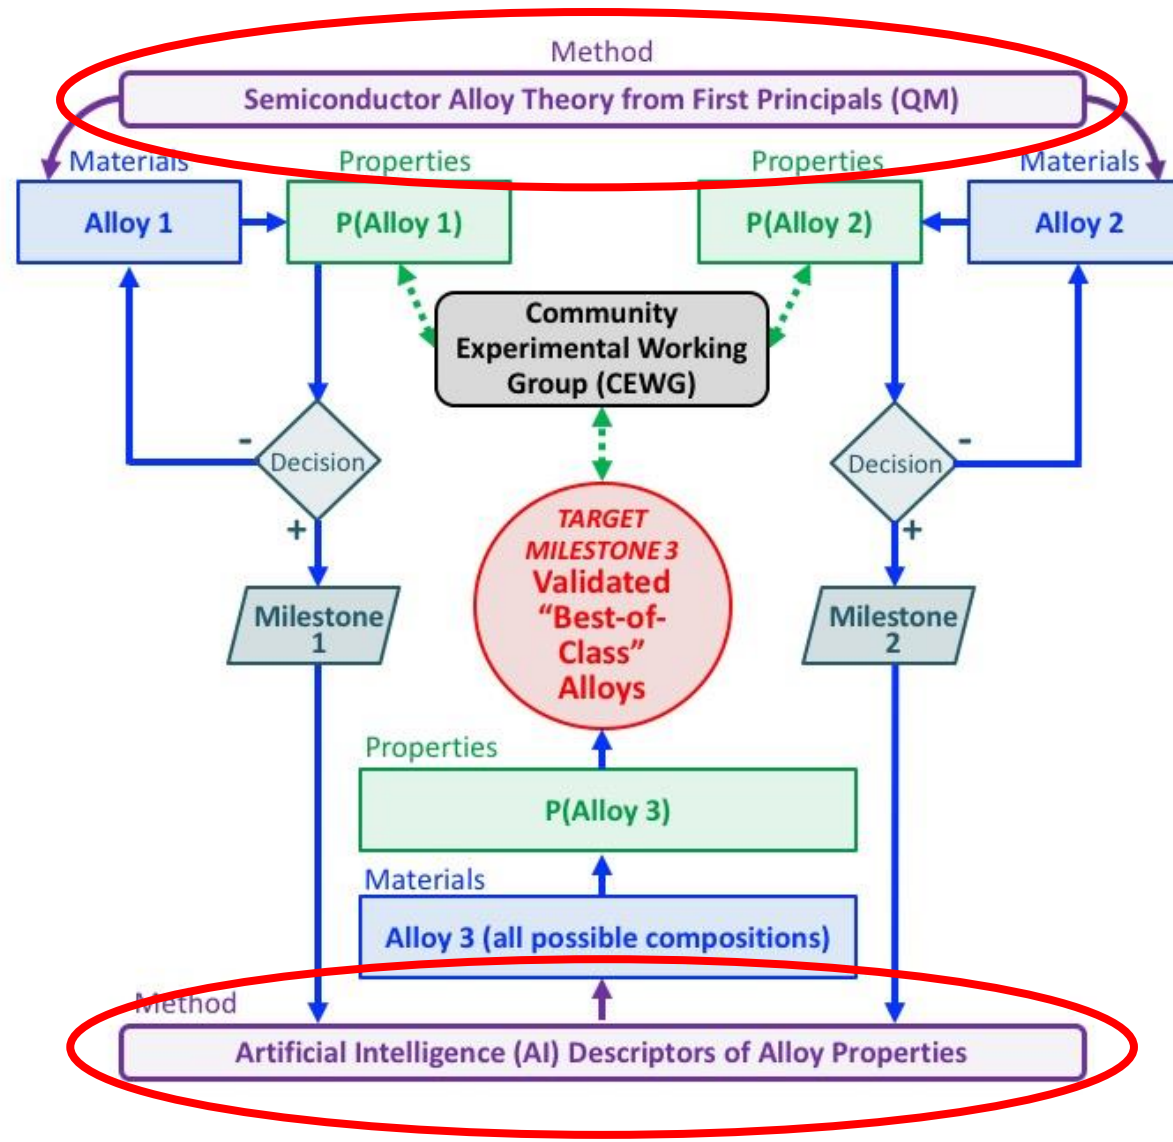 Method
Semiconductor Alloy Theory from First Principals (QM)
Materials
Properties
Properties
Materials
Alloy 1
P(Alloy 1)
P(Alloy 2)
Alloy 2
Community
Experimental Working
Group (CEWG)
-
Decision
+
-
Decision
+
TARGET
MILESTONE 3
Validated
“Best-of-
Class”
Alloys
Milestone
1
Milestone
2
Properties
P(Alloy 3)
Materials
Alloy 3 (all possible compositions)
Method
Artificial Intelligence (AI) Descriptors of Alloy Properties